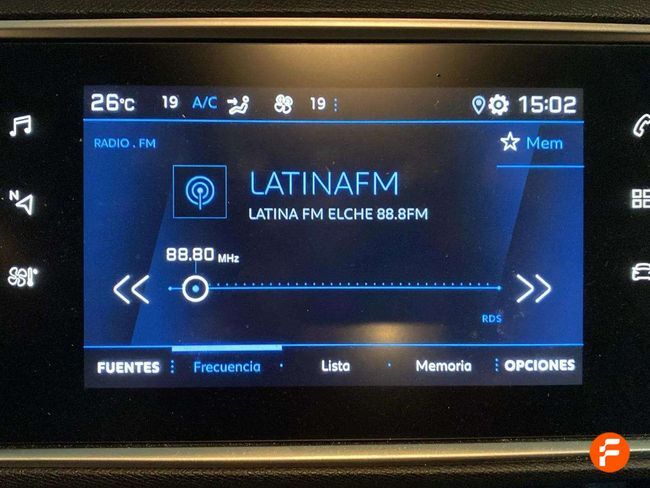 26°C 19 A/C 19 15:02
RADIO . FM
Mem
LATINAFM
LATINA FM ELCHE 88.8FM
88.80 MHz
N
RDS
FUENTES Frecuencia Lista Memoria OPCIONES